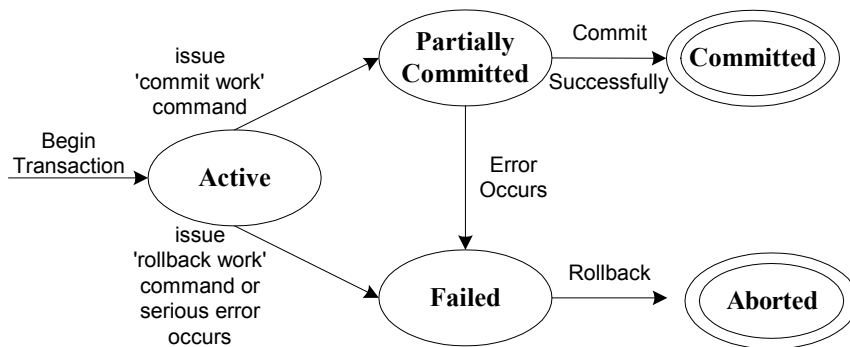 issue
'commit work'
command
Partially
Committed
Commit
Successfully
Committed
Begin
Transaction
Active
Error
Occurs
issue
'rollback work'
command or
serious error
occurs
Failed
Rollback
Aborted